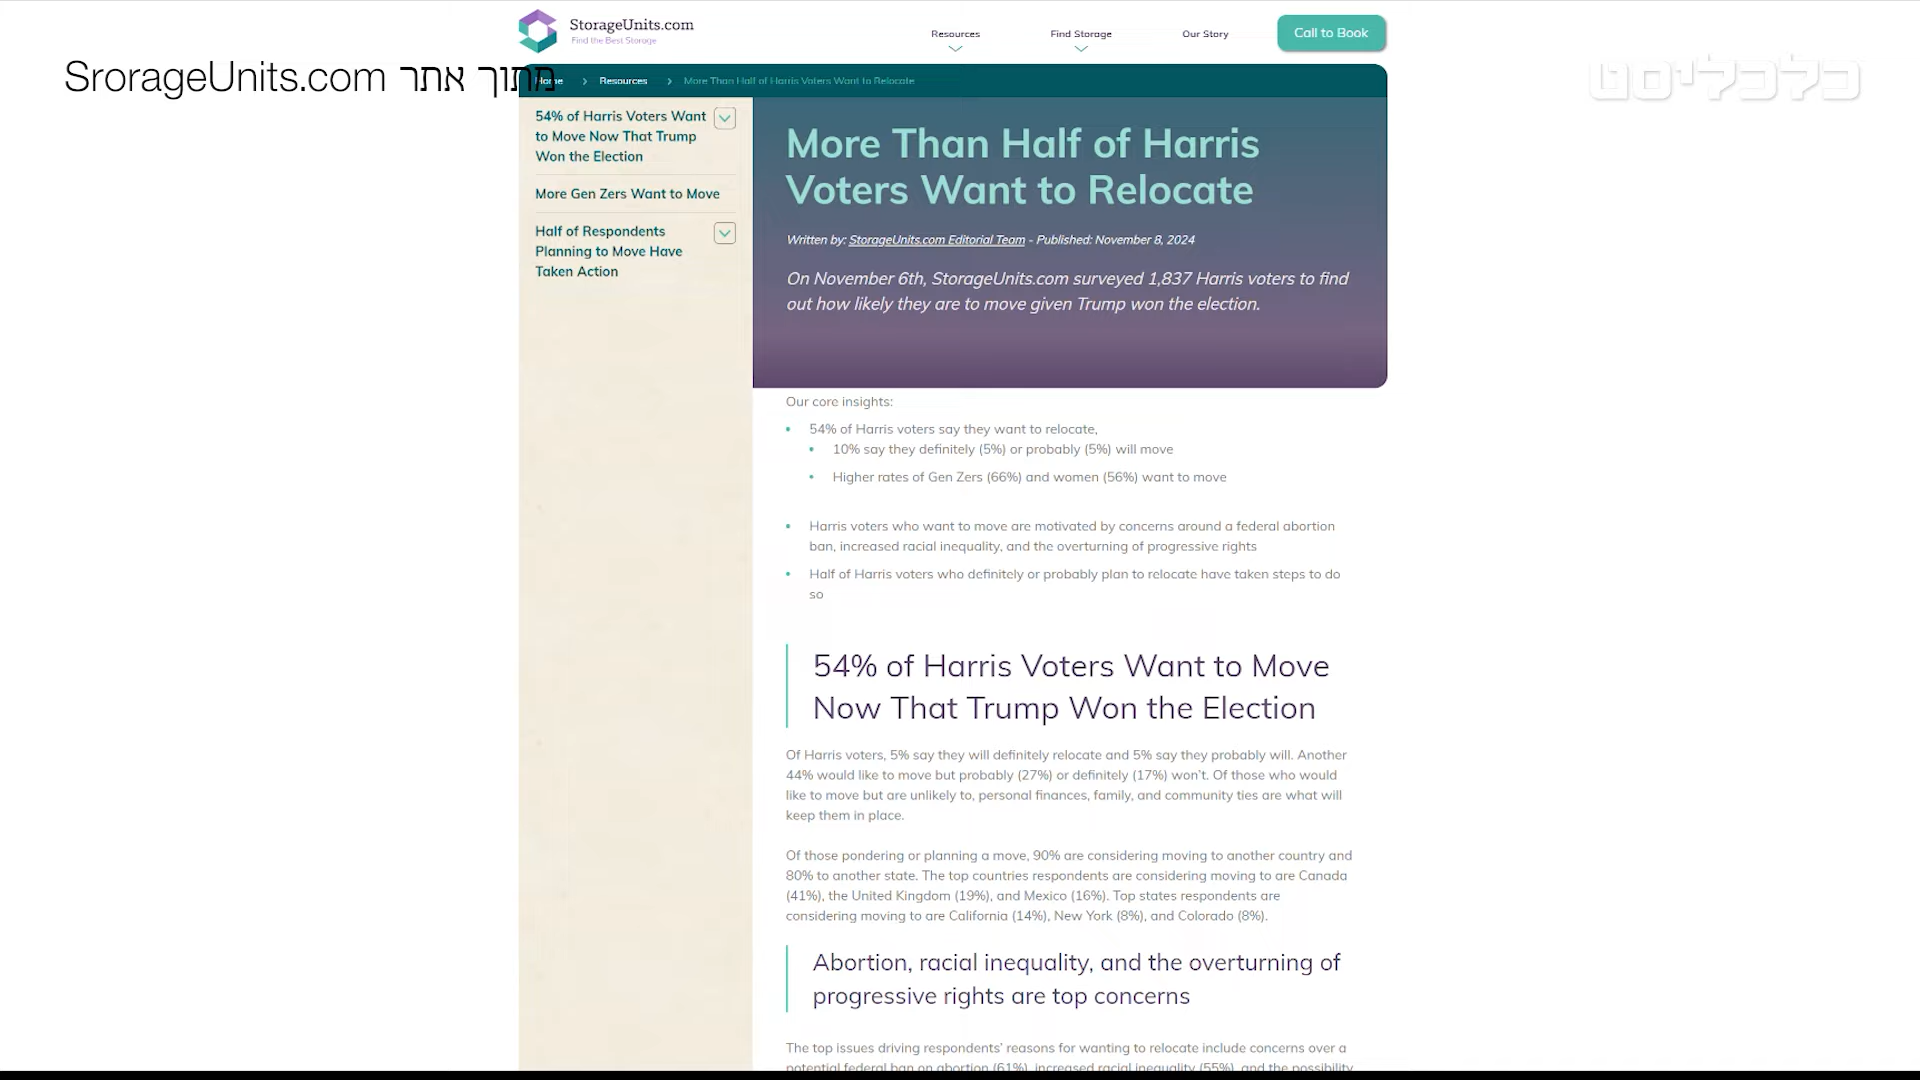 StorageUnits.com
Find the Best Storage
Resources
Find Storage
Our Story
Call to Book
SrorageUnits.com מתוך אתר
כלכליסט
Home
Resources
More Than Half of Harris Voters Want to Relocate
54% of Harris Voters Want
to Move Now That Trump
Won the Election
More Gen Zers Want to Move
Half of Respondents
Planning to Move Have
Taken Action
More Than Half of Harris
Voters Want to Relocate
Written by: StorageUnits.com Editorial Team - Published: November 8, 2024
On November 6th, StorageUnits.com surveyed 1,837 Harris voters to find
out how likely they are to move given Trump won the election.
Our core insights:
• 54% of Harris voters say they want to relocate,
• 10% say they definitely (5%) or probably (5%) will move
• Higher rates of Gen Zers (66%) and women (56%) want to move
• Harris voters who want to move are motivated by concerns around a federal abortion
ban, increased racial inequality, and the overturning of progressive rights
• Half of Harris voters who definitely or probably plan to relocate have taken steps to do
so
54% of Harris Voters Want to Move
Now That Trump Won the Election
Of Harris voters, 5% say they will definitely relocate and 5% say they probably will. Another
44% would like to move but probably (27%) or definitely (17%) won't. Of those who would
like to move but are unlikely to, personal finances, family, and community ties are what will
keep them in place.
Of those pondering or planning a move, 90% are considering moving to another country and
80% to another state. The top countries respondents are considering moving to are Canada
(41%), the United Kingdom (19%), and Mexico (16%). Top states respondents are
considering moving to are California (14%), New York (8%), and Colorado (8%).
Abortion, racial inequality, and the overturning of
progressive rights are top concerns
The top issues driving respondents' reasons for wanting to relocate include concerns over a
potential federal ban on abortion (61%), increased racial inequality (55%), and the possibility